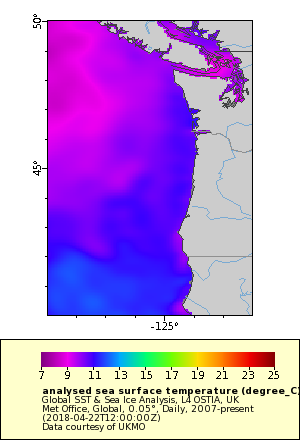 50°
45°
-125°
7 9 11 13 15 17 19 21 23 25
analysed sea surface temperature (degree_C)
Global SST & Sea Ice Analysis, L4 OSTIA, UK
Met Office, Global, 0.05°, Daily, 2007-present
(2018-04-22T12:00:00Z)
Data courtesy of UKMO